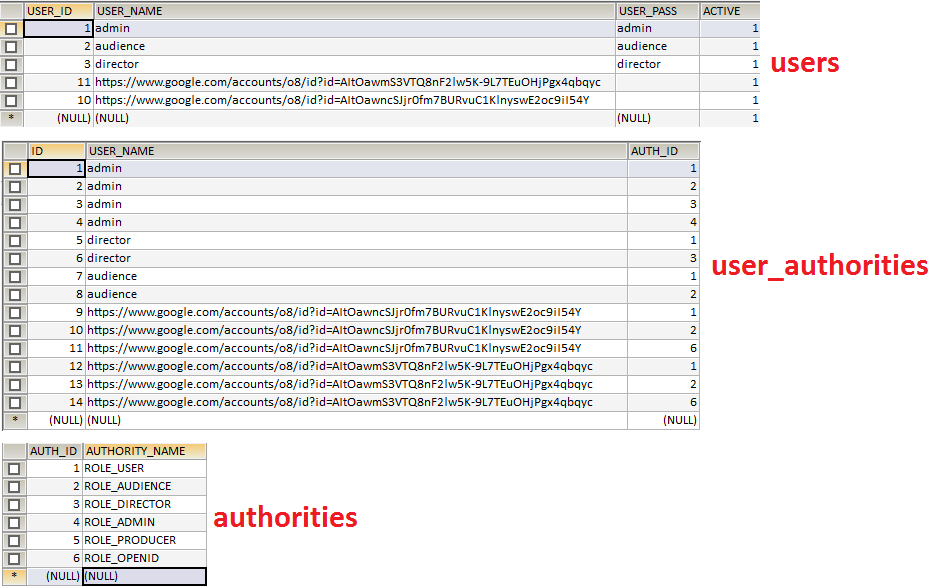 USER_ID USER_NAME USER_PASS ACTIVE
1 admin admin 1
2 audience audience 1
3 director director 1
users
11 https://www.google.com/accounts/o8/id?id=AItOawmS3VTQ8nF2lw5K-9L7TEuOHjPgx4qbqyc 1
10 https://www.google.com/accounts/o8/id?id=AItOawncSJjr0fm7BURvuC1KlnyswE2oc9iI54Y 1
* (NULL) (NULL) (NULL) 1
ID USER_NAME AUTH_ID
1 admin 1
2 admin 2
3 admin 3
4 admin 4
5 director 1
6 director 3
user_authorities
7 audience 1
8 audience 2
9 https://www.google.com/accounts/o8/id?id=AItOawncSJjr0fm7BURvuC1KlnyswE2oc9iI54Y 1
10 https://www.google.com/accounts/o8/id?id=AItOawncSJjr0fm7BURvuC1KlnyswE2oc9iI54Y 2
11 https://www.google.com/accounts/o8/id?id=AItOawncSJjr0fm7BURvuC1KlnyswE2oc9iI54Y 6
12 https://www.google.com/accounts/o8/id?id=AItOawmS3VTQ8nF2lw5K-9L7TEuOHjPgx4qbqyc 1
13 https://www.google.com/accounts/o8/id?id=AItOawmS3VTQ8nF2lw5K-9L7TEuOHjPgx4qbqyc 2
14 https://www.google.com/accounts/o8/id?id=AItOawmS3VTQ8nF2lw5K-9L7TEuOHjPgx4qbqyc 6
* (NULL) (NULL) (NULL)
AUTH_ID AUTHORITY_NAME
1 ROLE_USER
2 ROLE_AUDIENCE
3 ROLE_DIRECTOR
authorities
4 ROLE_ADMIN
5 ROLE_PRODUCER
6 ROLE_OPENID
* (NULL) (NULL)